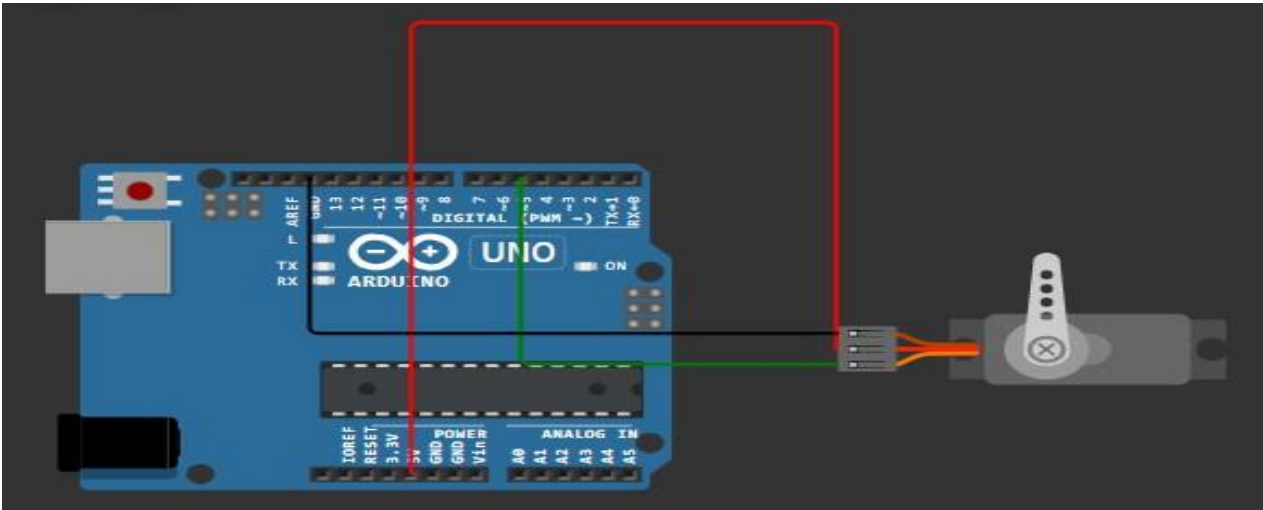 AREF
GND
13
12
~11
~10
~9
8
7
~6
~5
4
~3
2
TX→1
RX←0
DIGITAL (PWM ~)
L
TX
RX
UNO
ON
ARDUINO
POWER
ANALOG IN
IOREF
RESET
3.3V
5V
GND
GND
Vin
A0
A1
A2
A3
A4
A5